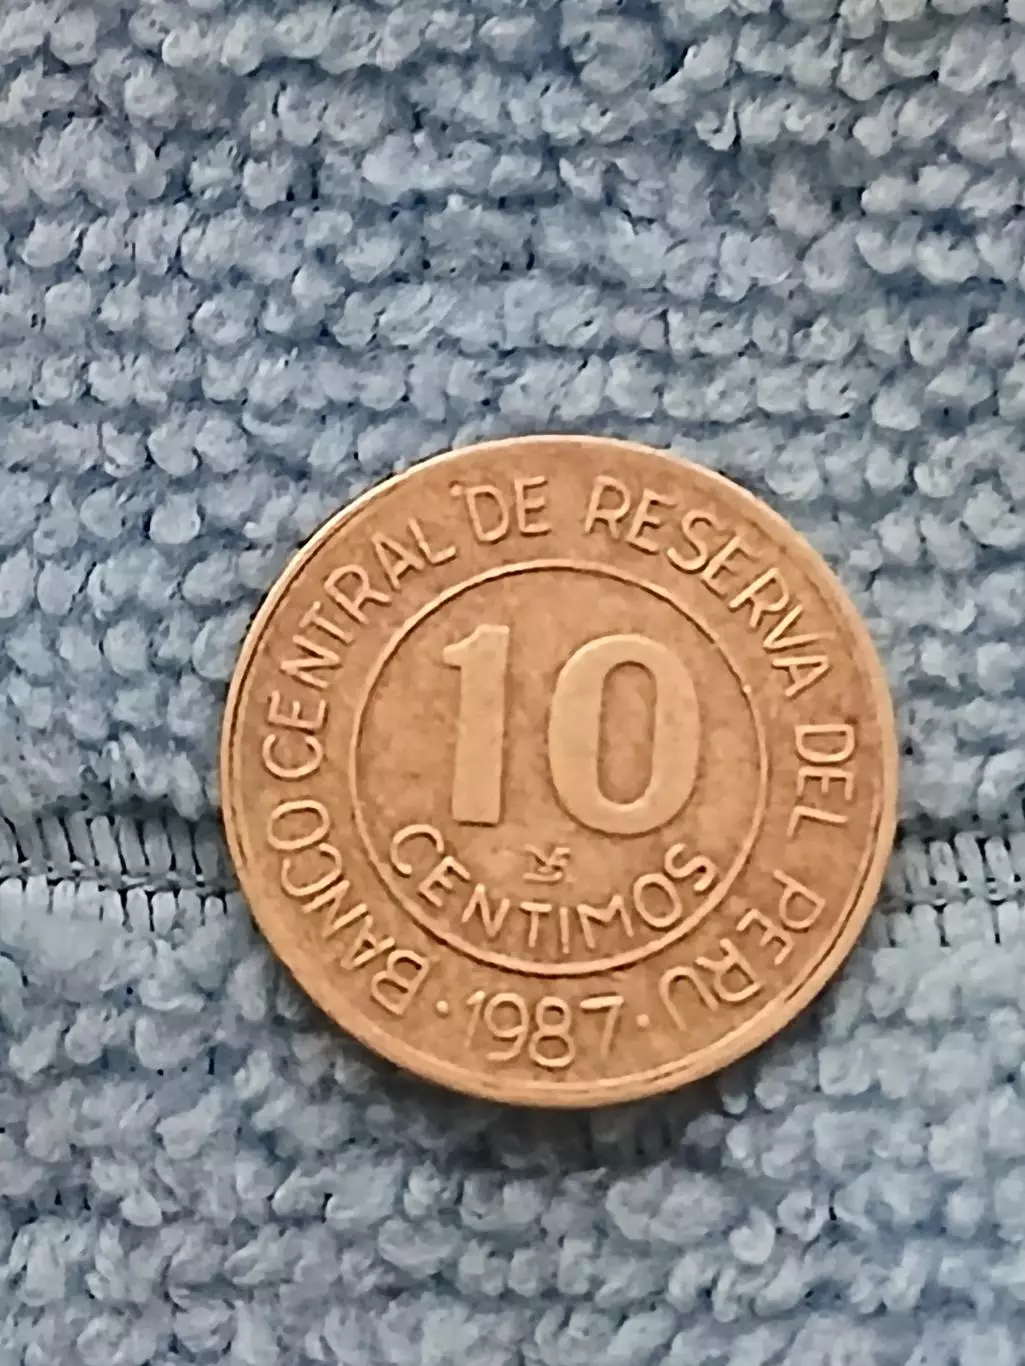 BANCO CENTRAL DE RESERVA DEL PERU
10
CENTIMOS
· 1987 ·